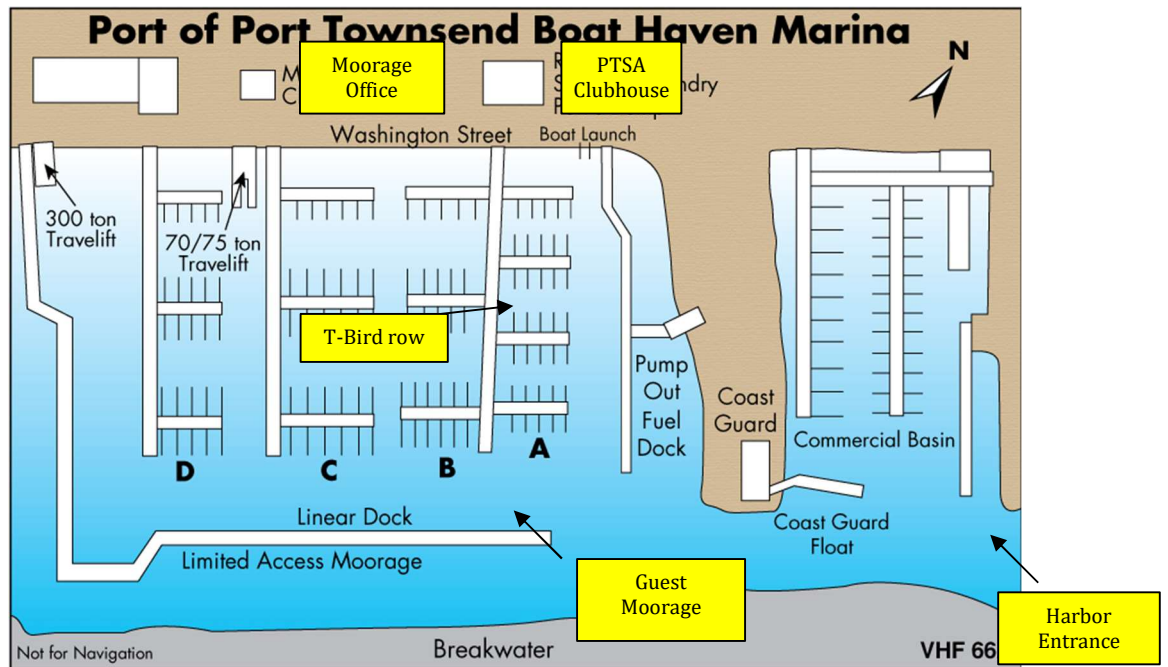 Port of Port Townsend Boat Haven Marina
Moorage
Office
PTSA
Clubhouse
N
Washington Street
Boat Launch
300 ton
Travelift
70/75 ton
Travelift
T-Bird row
Pump
Out
Fuel
Dock
Coast
Guard
Commercial Basin
D
C
B
A
Linear Dock
Limited Access Moorage
Coast Guard
Float
Guest
Moorage
Harbor
Entrance
Not for Navigation
Breakwater
VHF 66